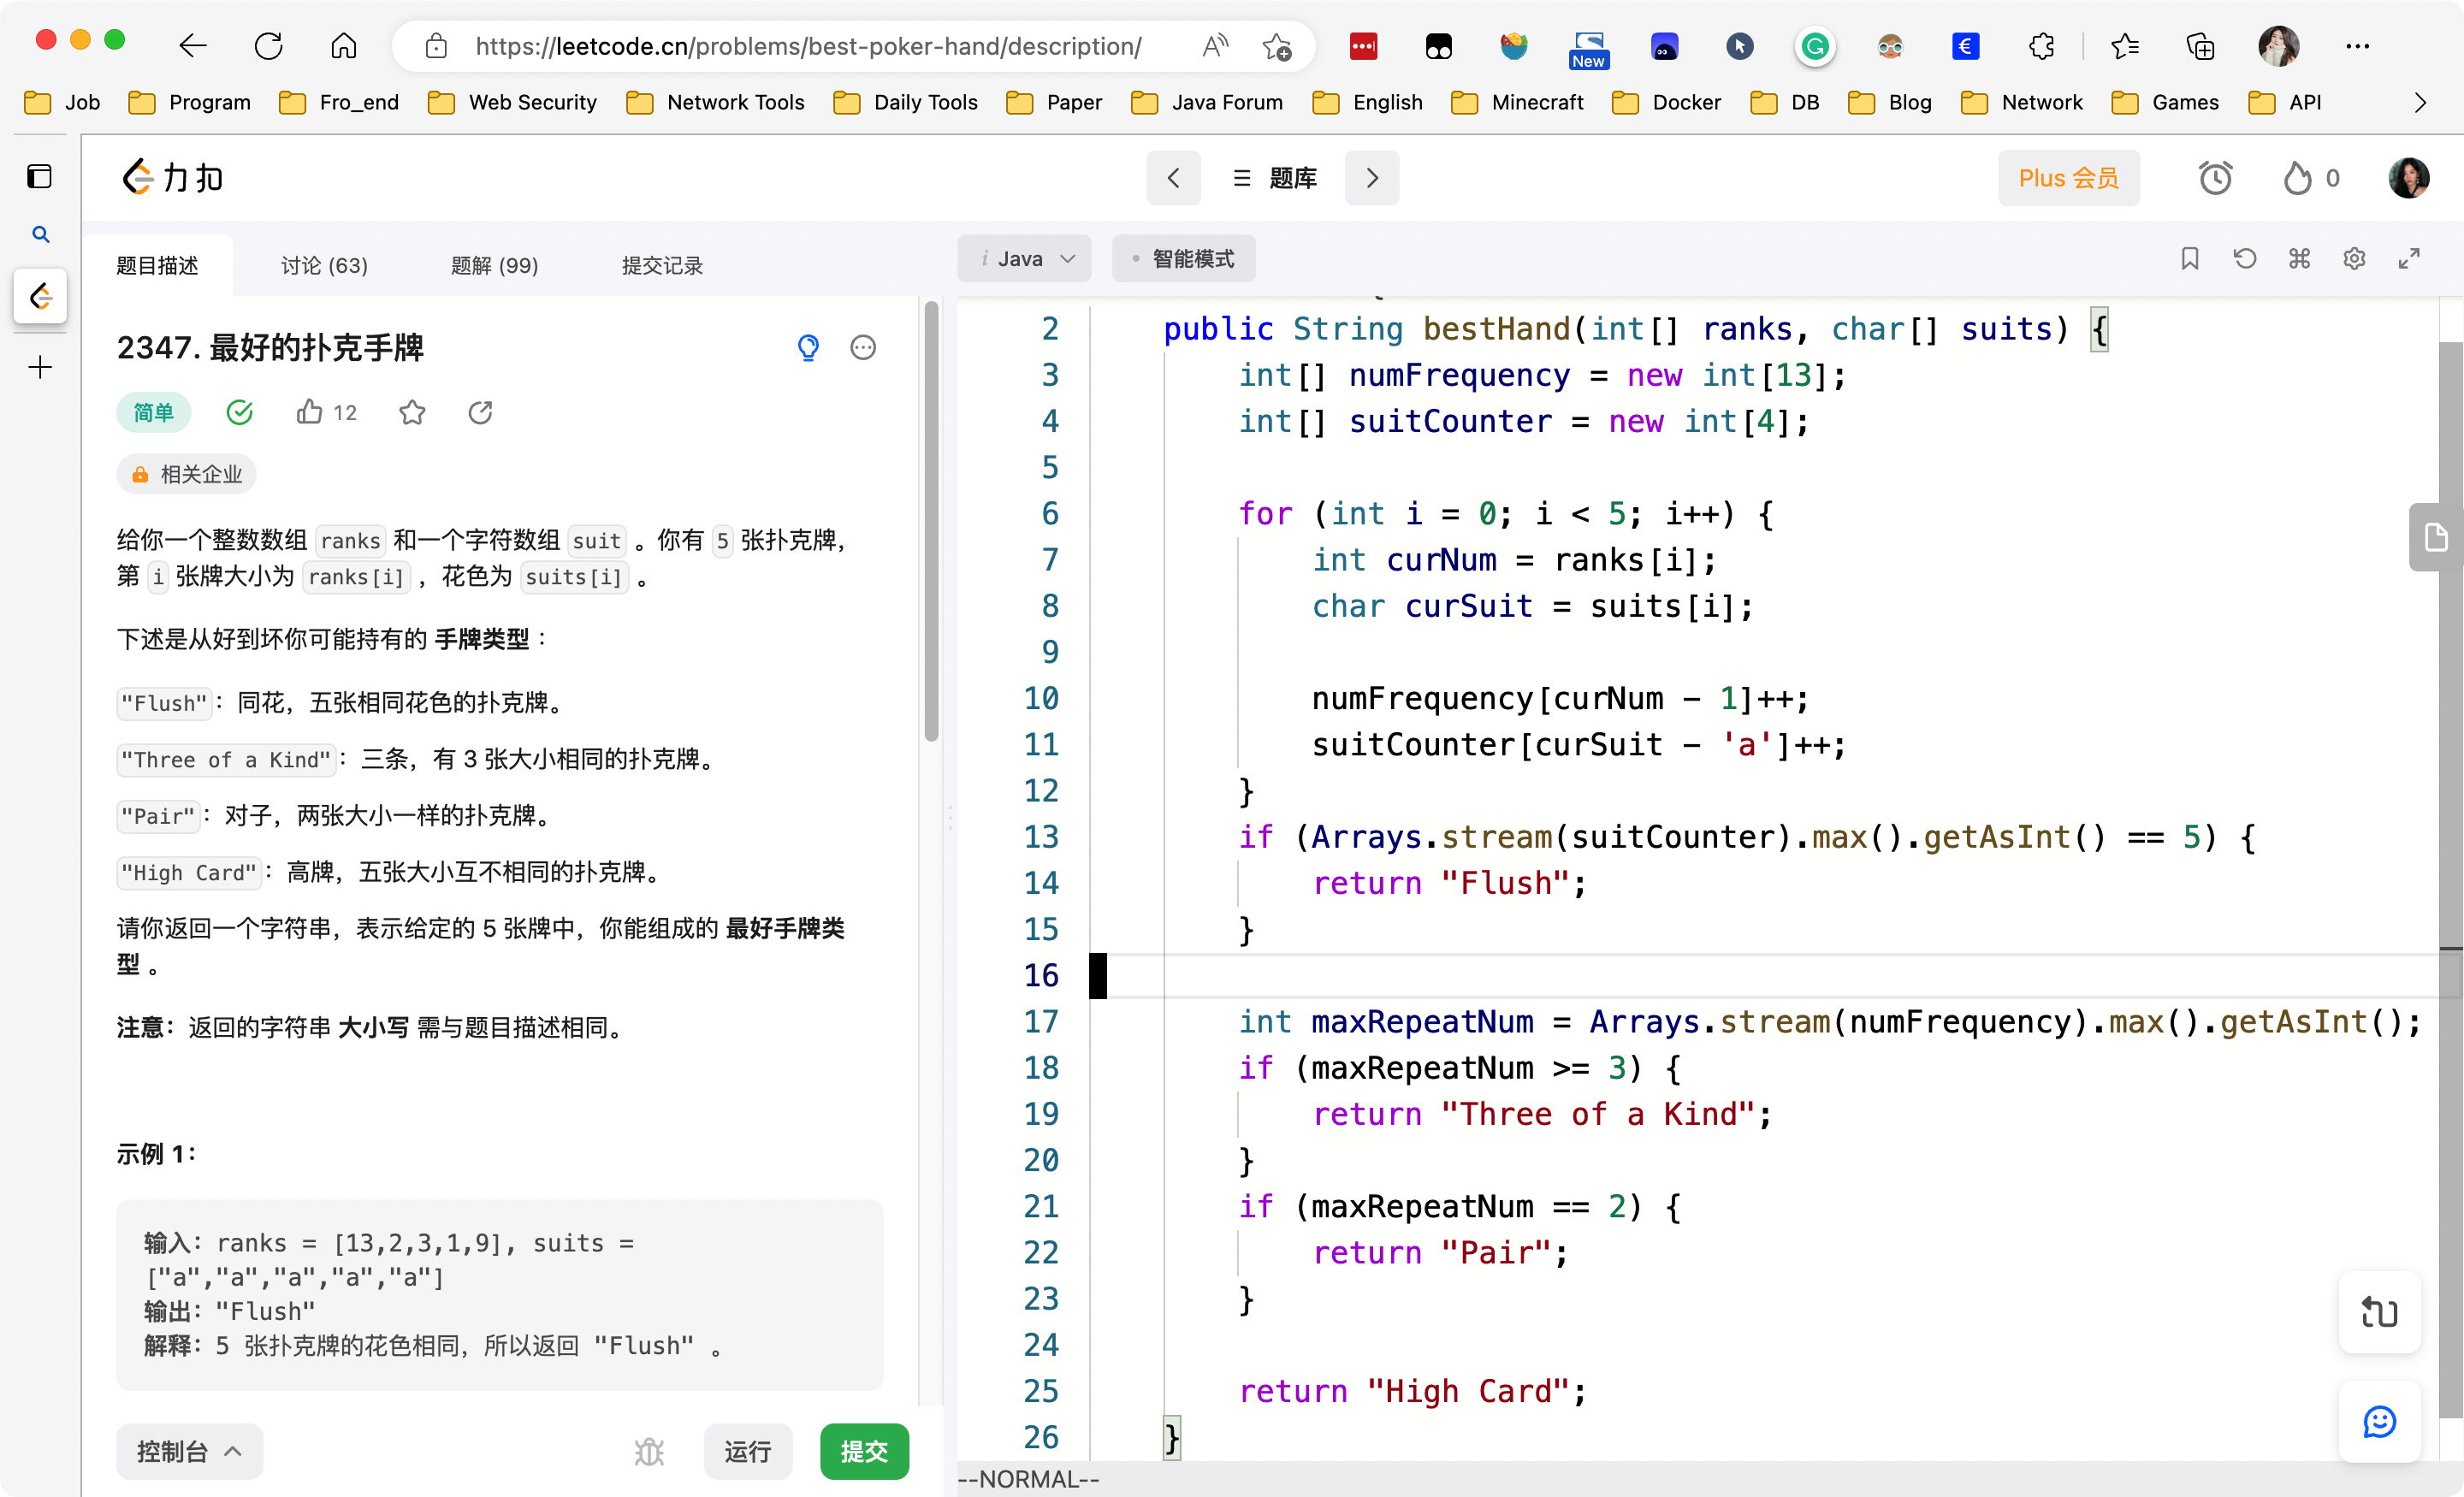 https://leetcode.cn/problems/best-poker-hand/description/
New
Job Program Fro_end Web Security Network Tools Daily Tools Paper Java Forum English Minecraft Docker DB Blog Network Games API
力扣
题库
Plus 会员
0
题目描述 讨论 (63) 题解 (99) 提交记录
i Java
智能模式
2347. 最好的扑克手牌
简单
12
相关企业
给你一个整数数组 ranks 和一个字符数组 suit 。你有 5 张扑克牌，
第 i 张牌大小为 ranks[i] ，花色为 suits[i] 。
下述是从好到坏你可能持有的 手牌类型 ：
"Flush"：同花，五张相同花色的扑克牌。
"Three of a Kind"：三条，有 3 张大小相同的扑克牌。
"Pair"：对子，两张大小一样的扑克牌。
"High Card"：高牌，五张大小互不相同的扑克牌。
请你返回一个字符串，表示给定的 5 张牌中，你能组成的 最好手牌类
型 。
注意：返回的字符串 大小写 需与题目描述相同。
示例 1：
输入：ranks = [13,2,3,1,9], suits =
["a","a","a","a","a"]
输出："Flush"
解释：5 张扑克牌的花色相同，所以返回 "Flush" 。
控制台
运行
提交
2 public String bestHand(int[] ranks, char[] suits) {
3 int[] numFrequency = new int[13];
4 int[] suitCounter = new int[4];
5
6 for (int i = 0; i < 5; i++) {
7 int curNum = ranks[i];
8 char curSuit = suits[i];
9
10 numFrequency[curNum - 1]++;
11 suitCounter[curSuit - 'a']++;
12 }
13 if (Arrays.stream(suitCounter).max().getAsInt() == 5) {
14 return "Flush";
15 }
16
17 int maxRepeatNum = Arrays.stream(numFrequency).max().getAsInt();
18 if (maxRepeatNum >= 3) {
19 return "Three of a Kind";
20 }
21 if (maxRepeatNum == 2) {
22 return "Pair";
23 }
24
25 return "High Card";
26 }
--NORMAL--